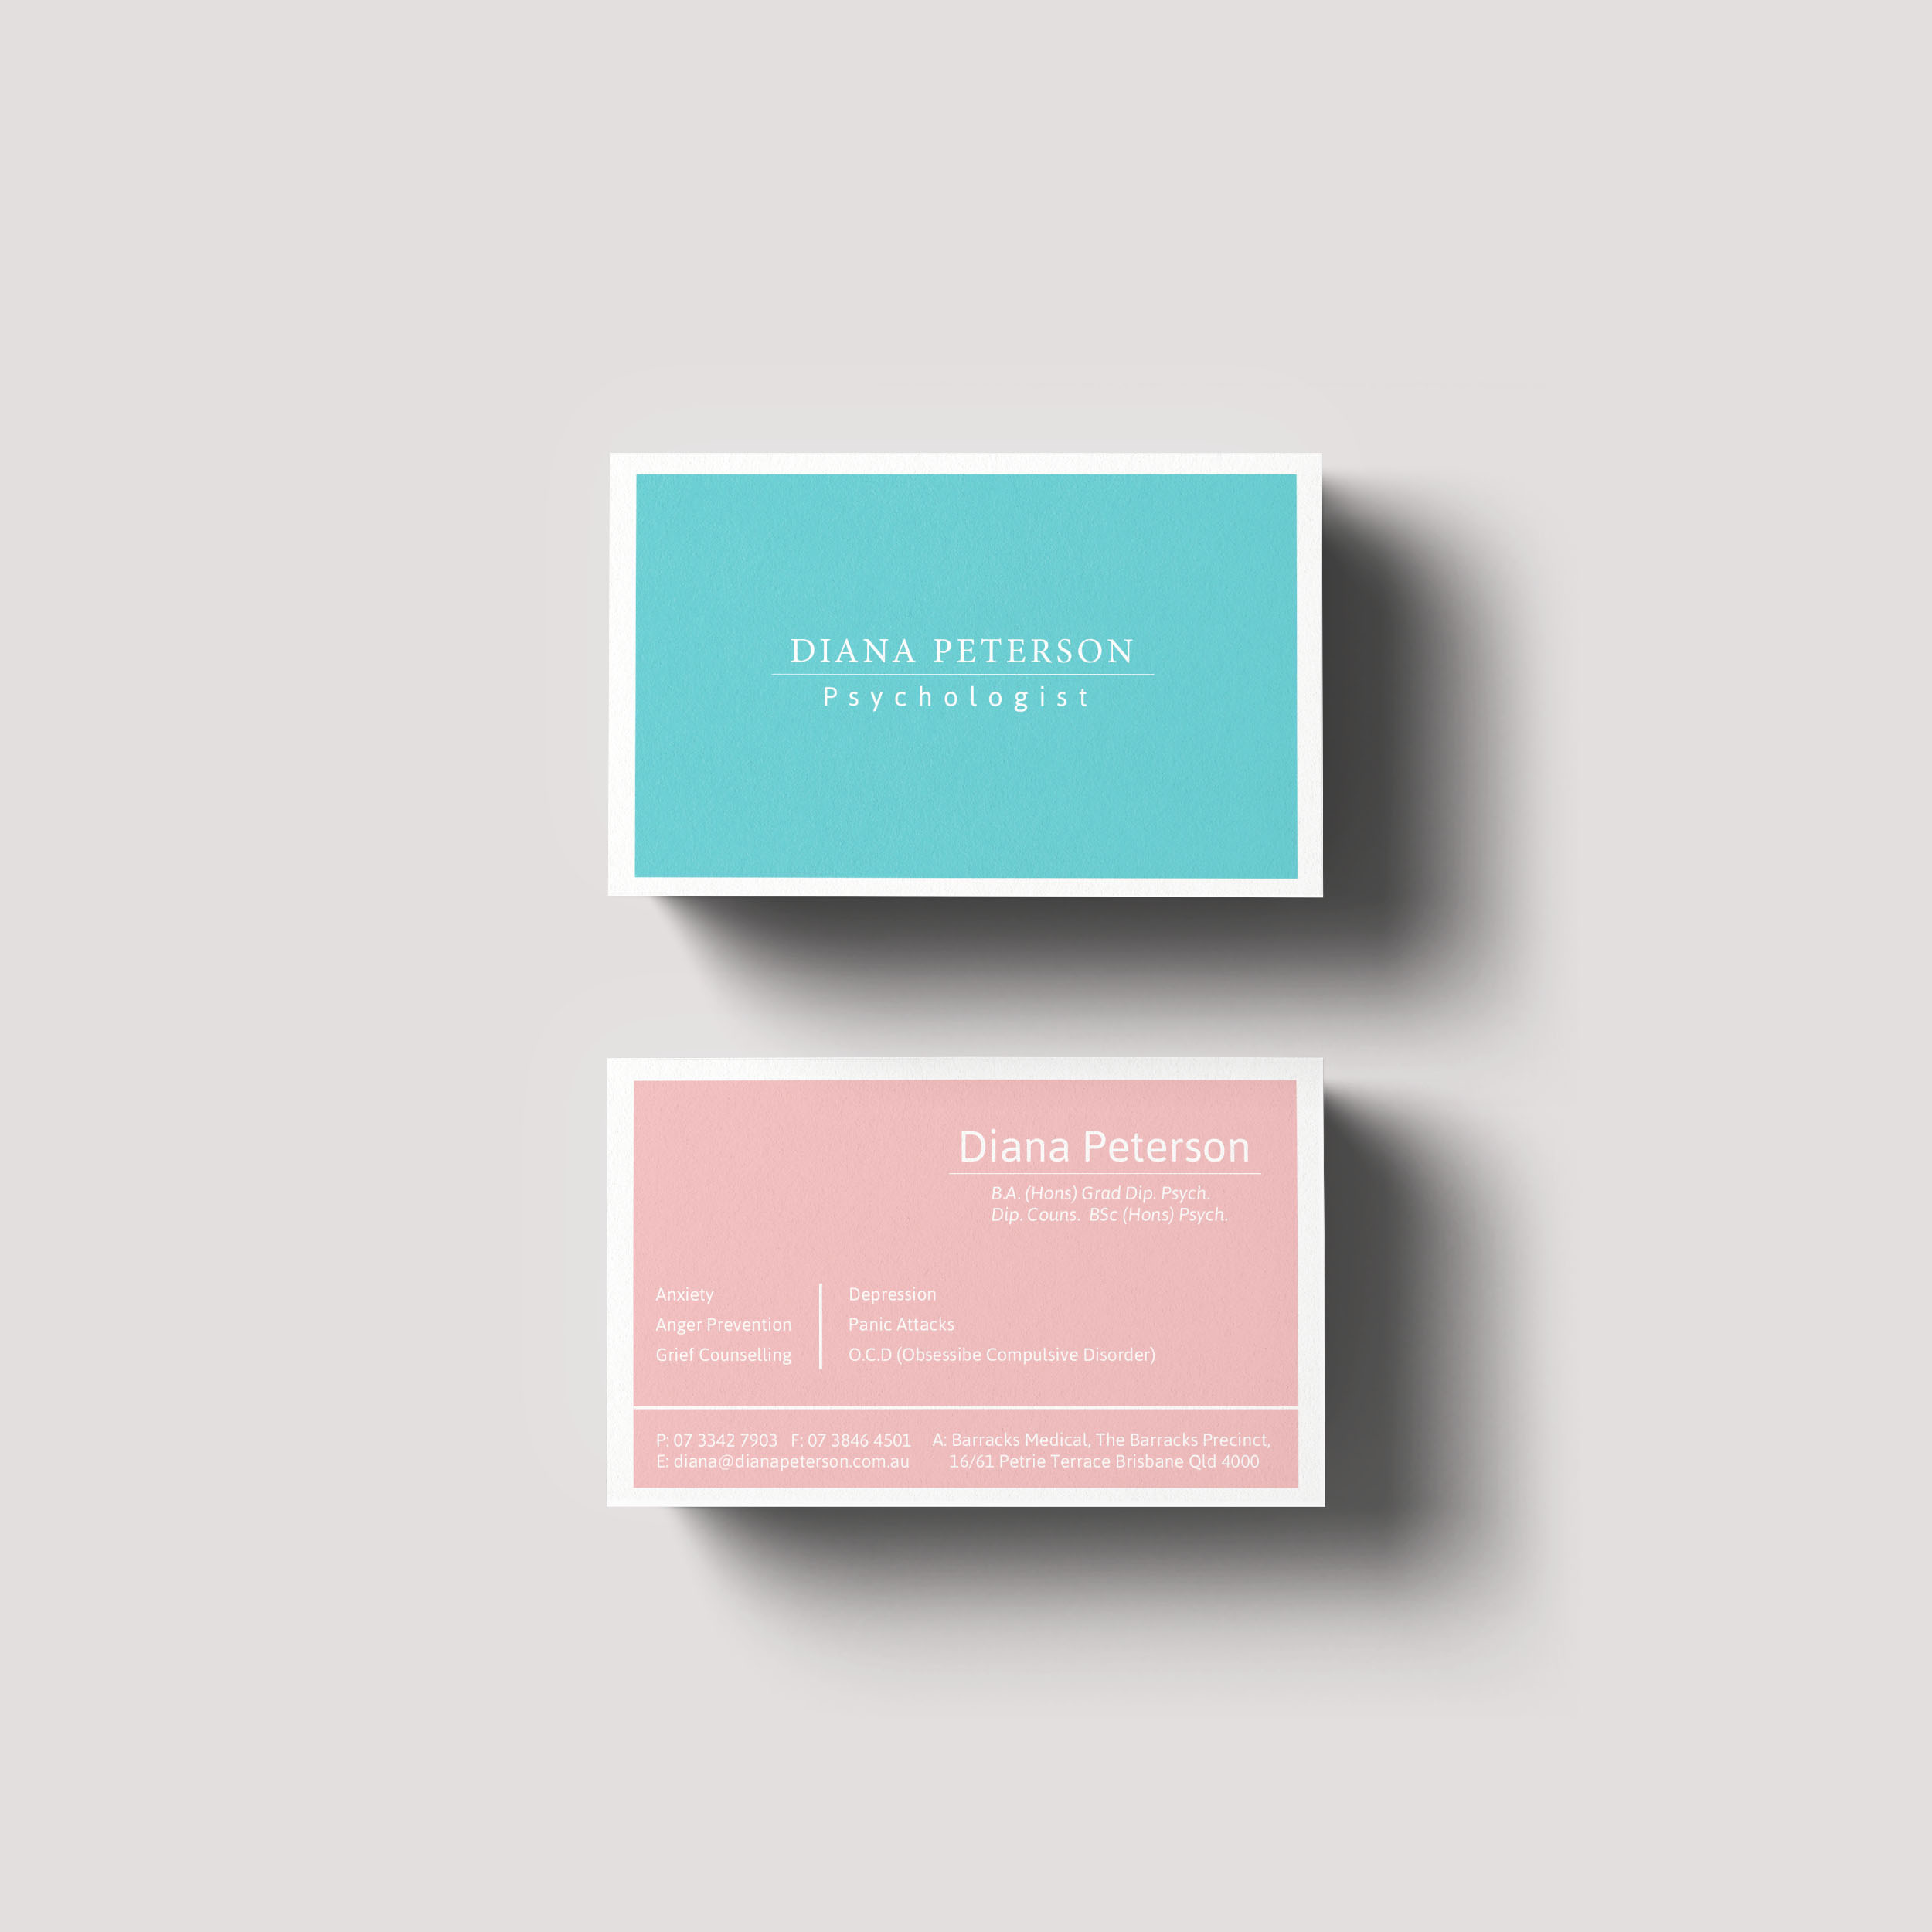 DIANA PETERSON
Psychologist
Diana Peterson
B.A. (Hons) Grad Dip. Psych.
Dip. Couns. BSc (Hons) Psych.
Anxiety
Anger Prevention
Grief Counselling
Depression
Panic Attacks
O.C.D (Obsessibe Compulsive Disorder)
P: 07 3342 7903 F: 07 3846 4501
E: diana@dianapeterson.com.au
A: Barracks Medical, The Barracks Precinct,
16/61 Petrie Terrace Brisbane Qld 4000